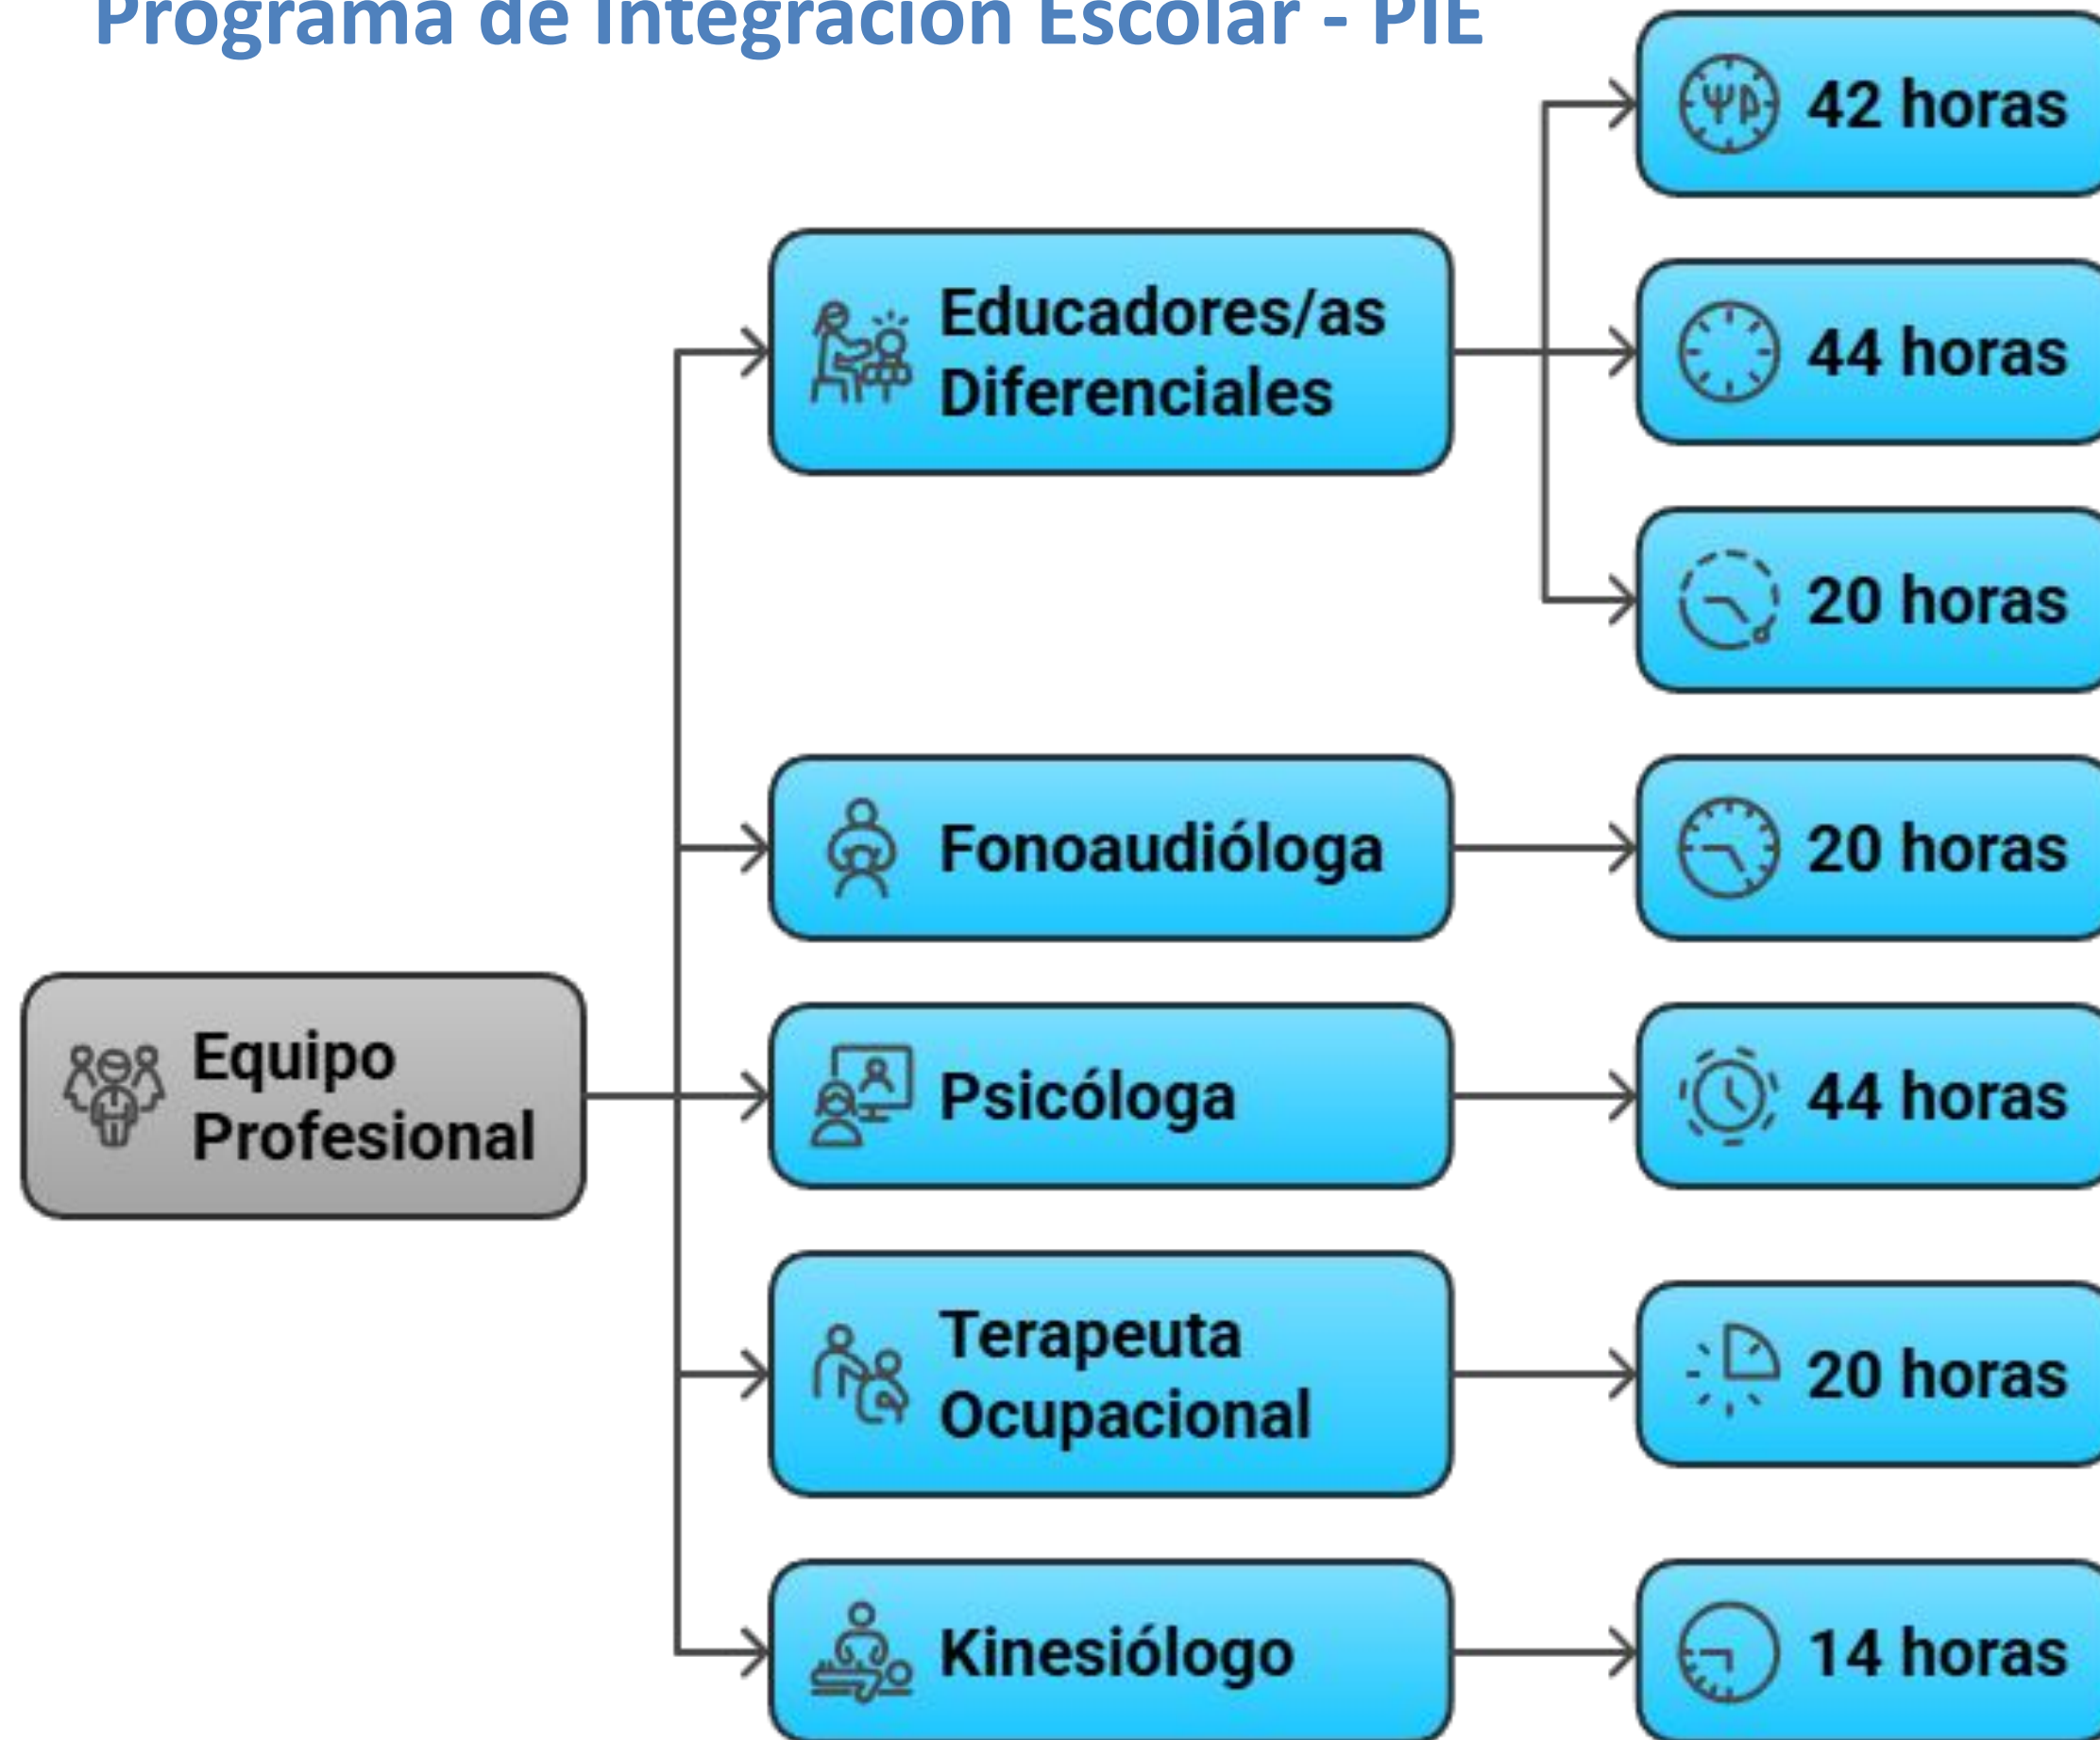 Programa de Integración Escolar - PIE
42 horas
Educadores/as
Diferenciales
44 horas
20 horas
Fonoaudióloga
20 horas
Equipo
Profesional
Psicóloga
44 horas
Terapeuta
Ocupacional
20 horas
Kinesiólogo
14 horas